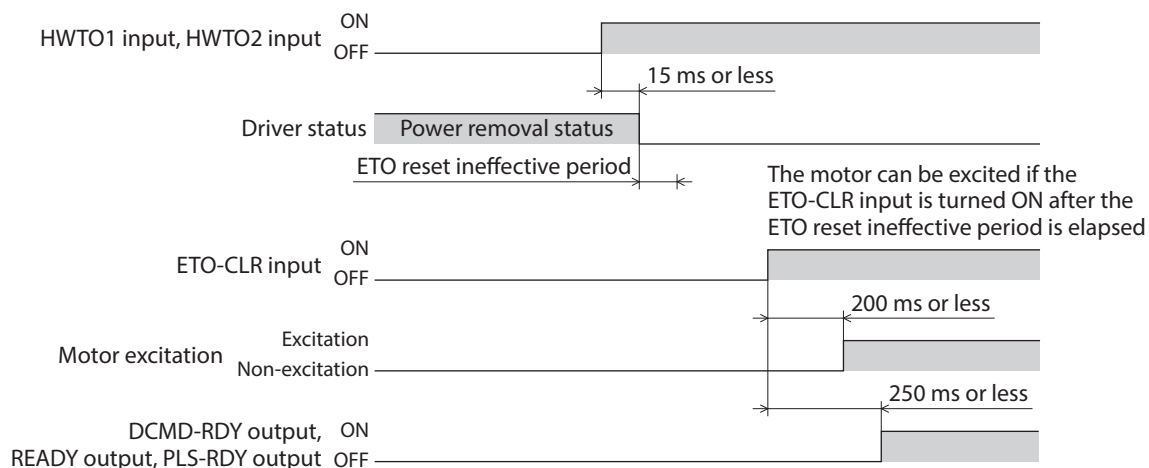 HWTO1 input, HWTO2 input
ON
OFF
15 ms or less
Driver status
Power removal status
ETO reset ineffective period
The motor can be excited if the
ETO-CLR input is turned ON after the
ETO reset ineffective period is elapsed
ETO-CLR input
ON
OFF
200 ms or less
Motor excitation
Excitation
Non-excitation
250 ms or less
DCMD-RDY output,
READY output, PLS-RDY output
ON
OFF